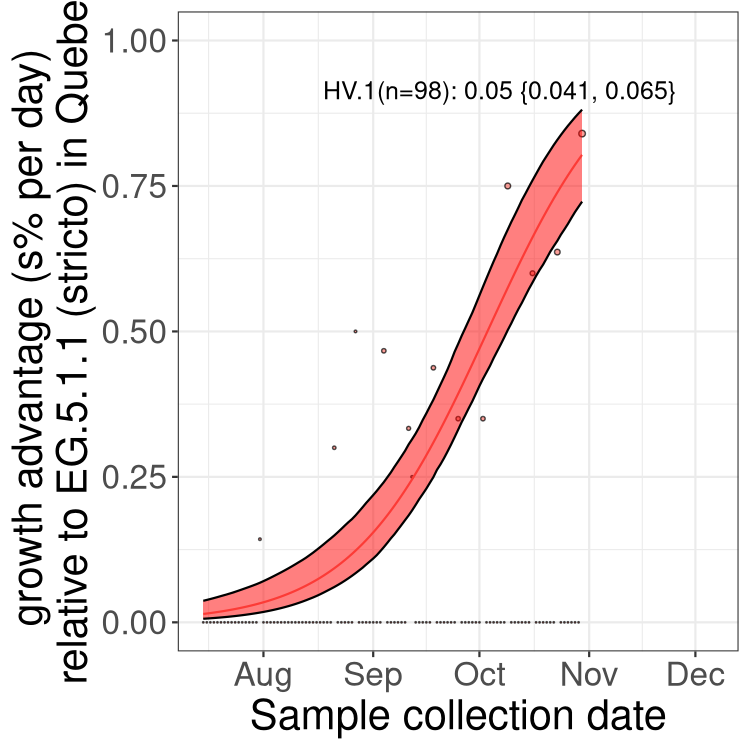 growth advantage (s% per day)
relative to EG.5.1.1 (stricto) in Quebe
1.00
0.75
0.50
0.25
0.00
HV.1(n=98): 0.05 {0.041, 0.065}
Aug Sep Oct Nov Dec
Sample collection date